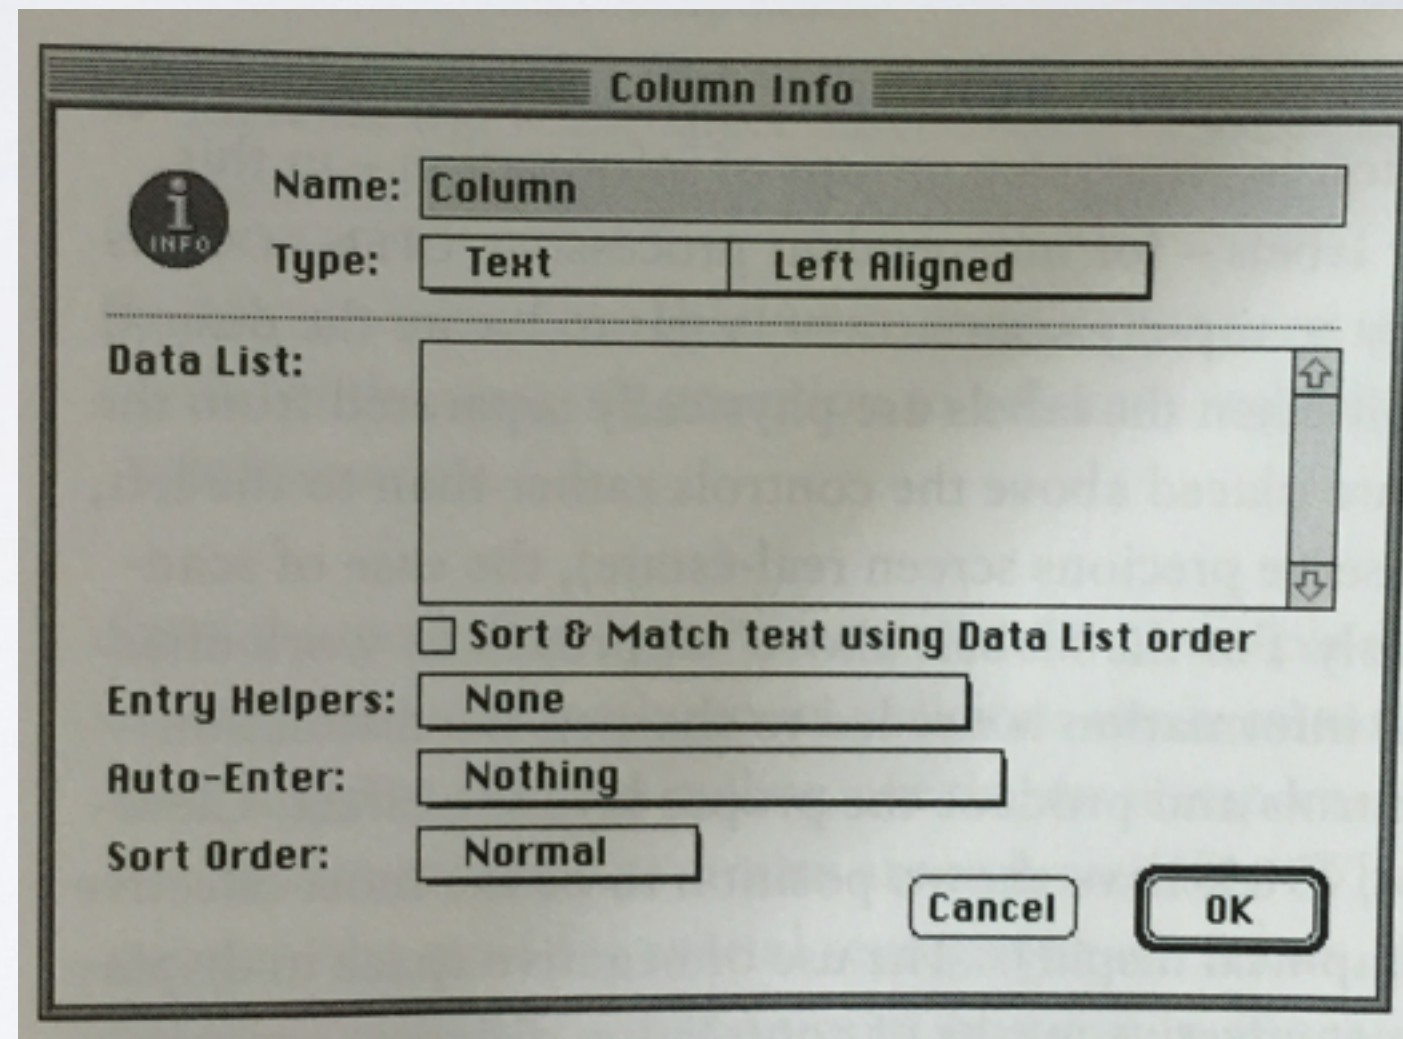 Column Info
Name: Column
INFO
Type: Text Left Aligned
Data List:
Sort & Match text using Data List order
Entry Helpers: None
Auto-Enter: Nothing
Sort Order: Normal
Cancel OK